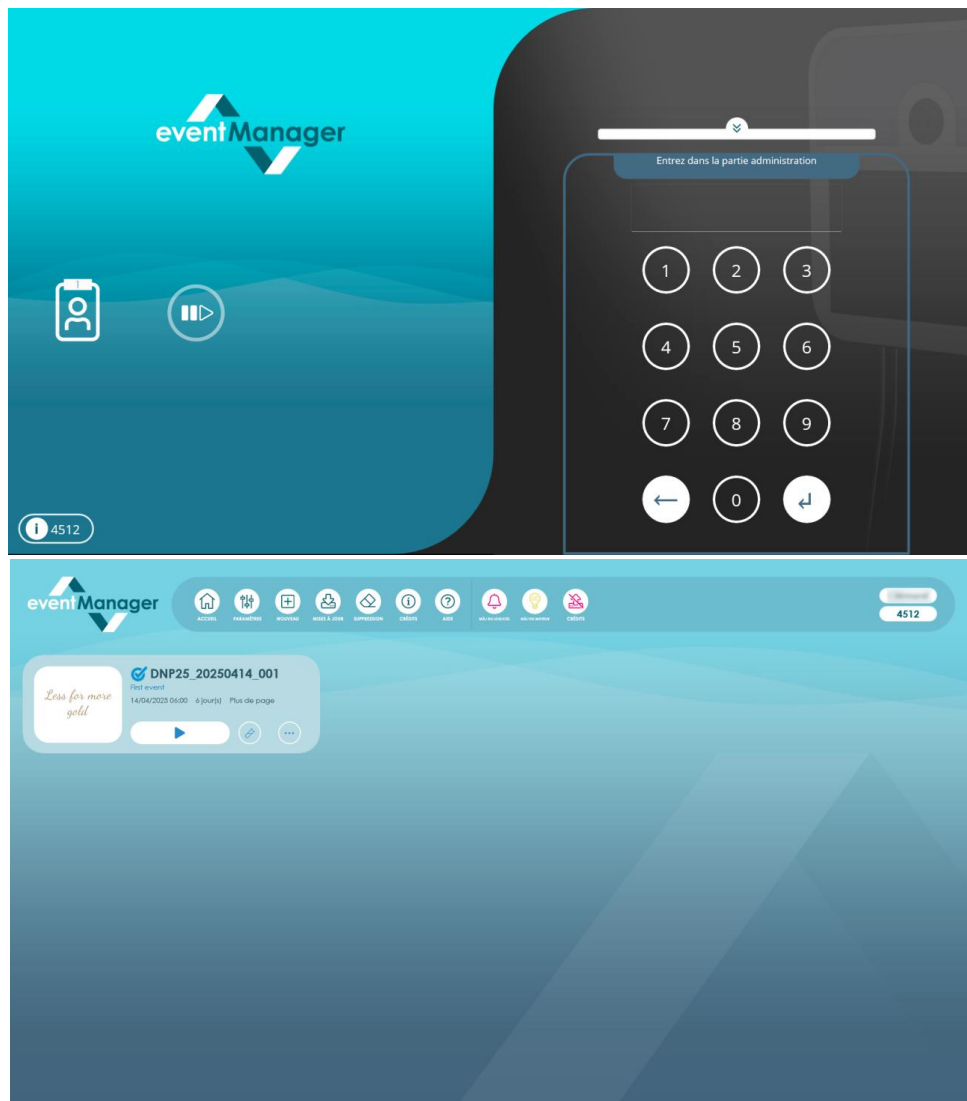 eventManager
Entrez dans la partie administration
1 2 3
4 5 6
7 8 9
0
i 4512
eventManager
ACCUEIL PARAMÈTRES NOUVEAU MISES À JOUR SUPPRESSION CRÉDITS AIDE CRÉDITS
4512
Less for more
gold
DNP25_20250414_001
First event
14/04/2025 06:00 6 jour(s) Plus de page